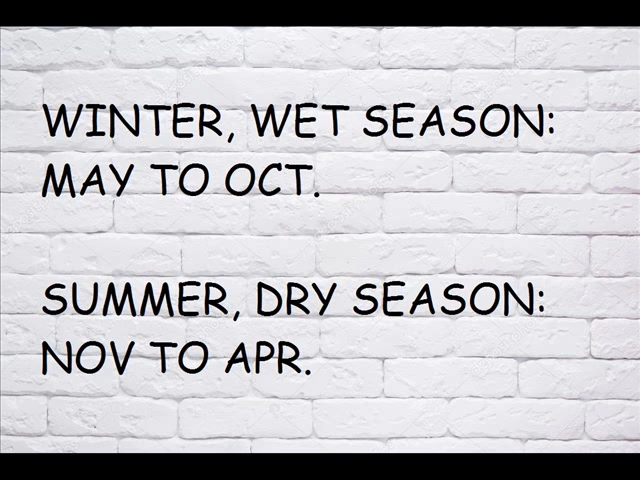 WINTER, WET SEASON:
MAY TO OCT.
SUMMER, DRY SEASON:
NOV TO APR.